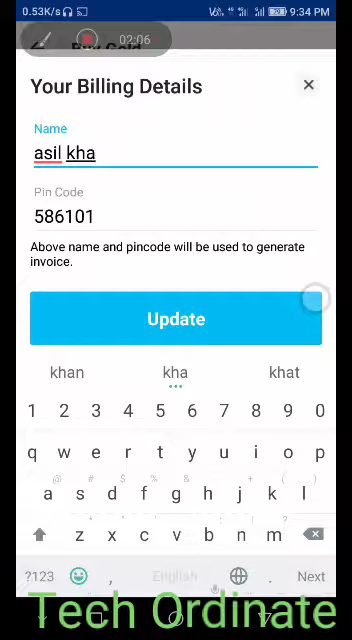 0.53K/s 9:34 PM
02:06
Buy Gold
Your Billing Details ×
Name
asil kha
Pin Code
586101
Above name and pincode will be used to generate
invoice.
Update
khan kha khat
1 2 3 4 5 6 7 8 9 0
q w e r t y u i o p
@ # $ % & - + ( )
a s d f g h j k l
z x c v b n m
?123 , English . Next
Tech Ordinate